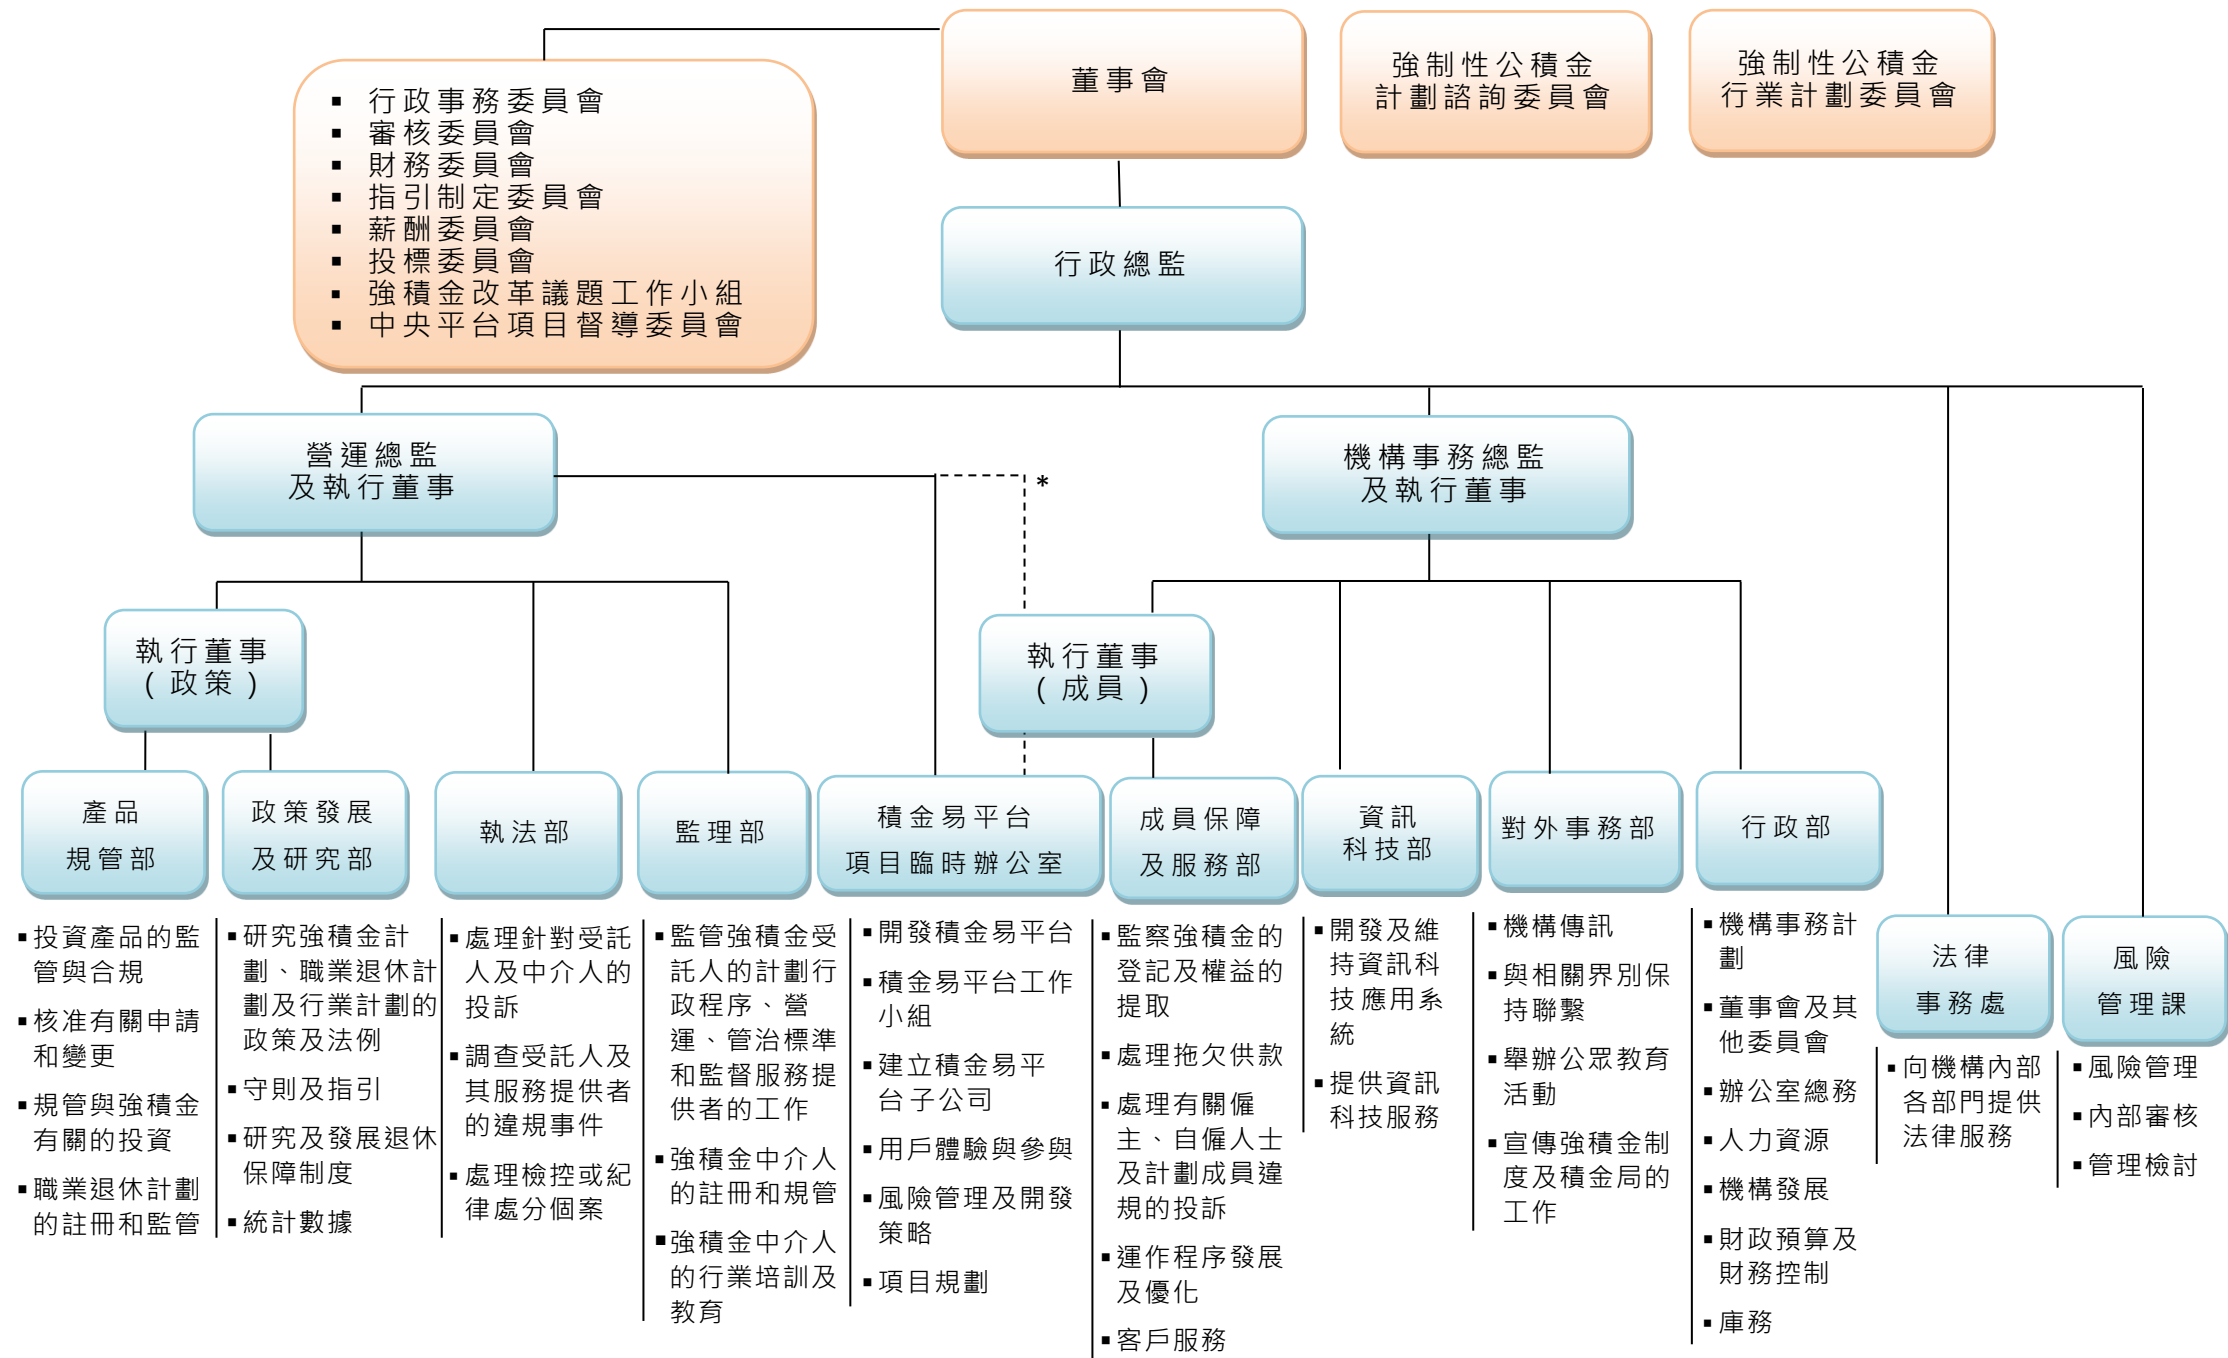 董事會
強制性公積金
計劃諮詢委員會
強制性公積金
行業計劃委員會
▪ 行政事務委員會
▪ 審核委員會
▪ 財務委員會
▪ 指引制定委員會
▪ 薪酬委員會
▪ 投標委員會
▪ 強積金改革議題工作小組
▪ 中央平台項目督導委員會
行政總監
營運總監
及執行董事
*
機構事務總監
及執行董事
執行董事
(政策)
執行董事
(成員)
產品
規管部
政策發展
及研究部
執法部
監理部
積金易平台
項目臨時辦公室
成員保障
及服務部
資訊
科技部
對外事務部
行政部
法律
事務處
風險
管理課
▪投資產品的監
管與合規
▪核准有關申請
和變更
▪規管與強積金
有關的投資
▪職業退休計劃
的註冊和監管
▪研究強積金計
劃、職業退休計
劃及行業計劃的
政策及法例
▪守則及指引
▪研究及發展退休
保障制度
▪統計數據
▪處理針對受託
人及中介人的
投訴
▪調查受託人及
其服務提供者
的違規事件
▪處理檢控或紀
律處分個案
▪監管強積金受
託人的計劃行
政程序、營
運、管治標準
和監督服務提
供者的工作
▪強積金中介人
的註冊和規管
▪強積金中介人
的行業培訓及
教育
▪開發積金易平台
▪積金易平台工作
小組
▪建立積金易平
台子公司
▪用戶體驗與參與
▪風險管理及開發
策略
▪項目規劃
▪監察強積金的
登記及權益的
提取
▪處理拖欠供款
▪處理有關僱
主、自僱人士
及計劃成員違
規的投訴
▪運作程序發展
及優化
▪客戶服務
▪開發及維
持資訊科
技應用系
統
▪提供資訊
科技服務
▪機構傳訊
▪與相關界別保
持聯繫
▪舉辦公眾教育
活動
▪宣傳強積金制
度及積金局的
工作
▪機構事務計
劃
▪董事會及其
他委員會
▪辦公室總務
▪人力資源
▪機構發展
▪財政預算及
財務控制
▪庫務
▪向機構內部
各部門提供
法律服務
▪風險管理
▪內部審核
▪管理檢討